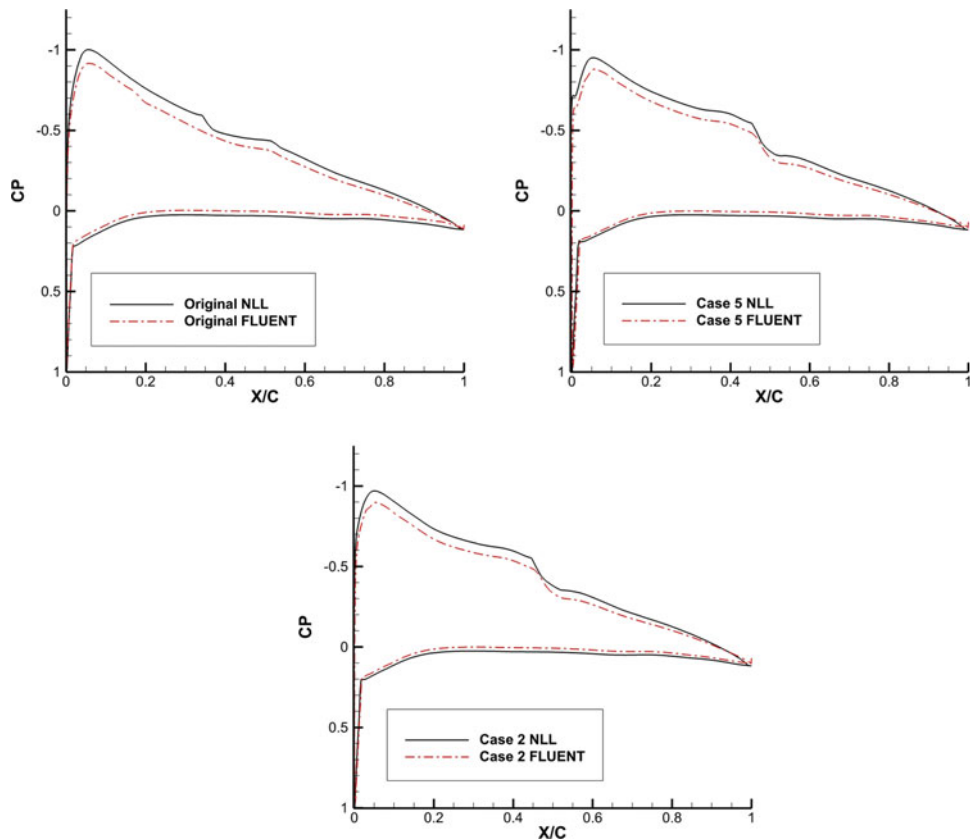 -1
-0.5
0
0.5
1
CP
Original NLL
Original FLUENT
0 0.2 0.4 0.6 0.8 1
X/C
-1
-0.5
0
0.5
1
CP
Case 5 NLL
Case 5 FLUENT
0 0.2 0.4 0.6 0.8 1
X/C
-1
-0.5
0
0.5
1
CP
Case 2 NLL
Case 2 FLUENT
0 0.2 0.4 0.6 0.8 1
X/C